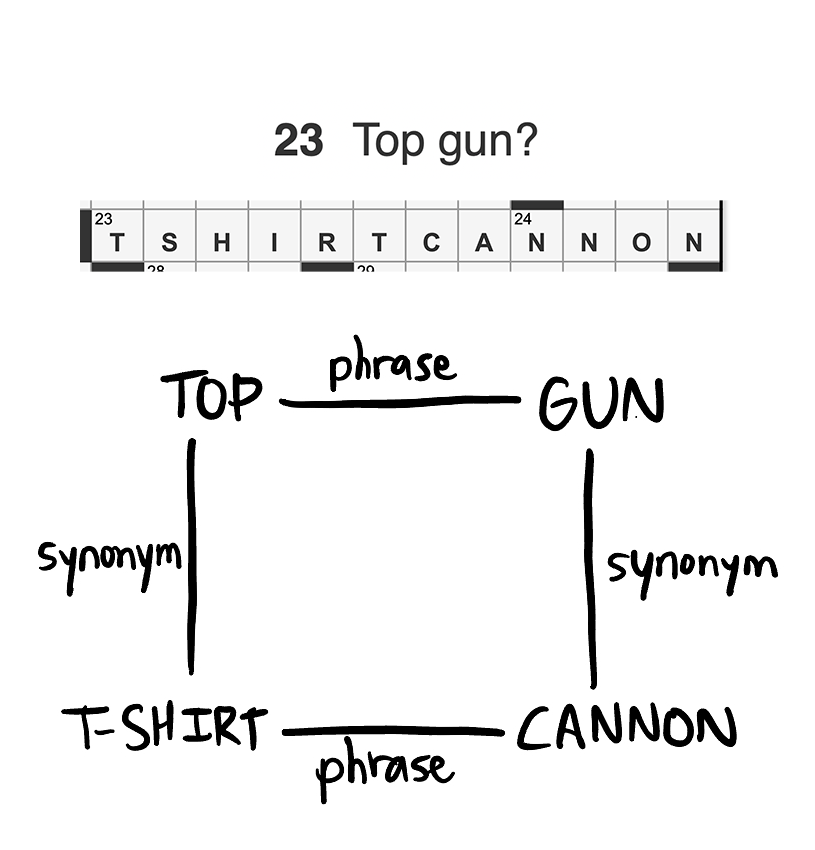 23 Top gun?
23 24
T S H I R T C A N N O N
28 29
phrase
TOP GUN
synonym synonym
T-SHIRT CANNON
phrase